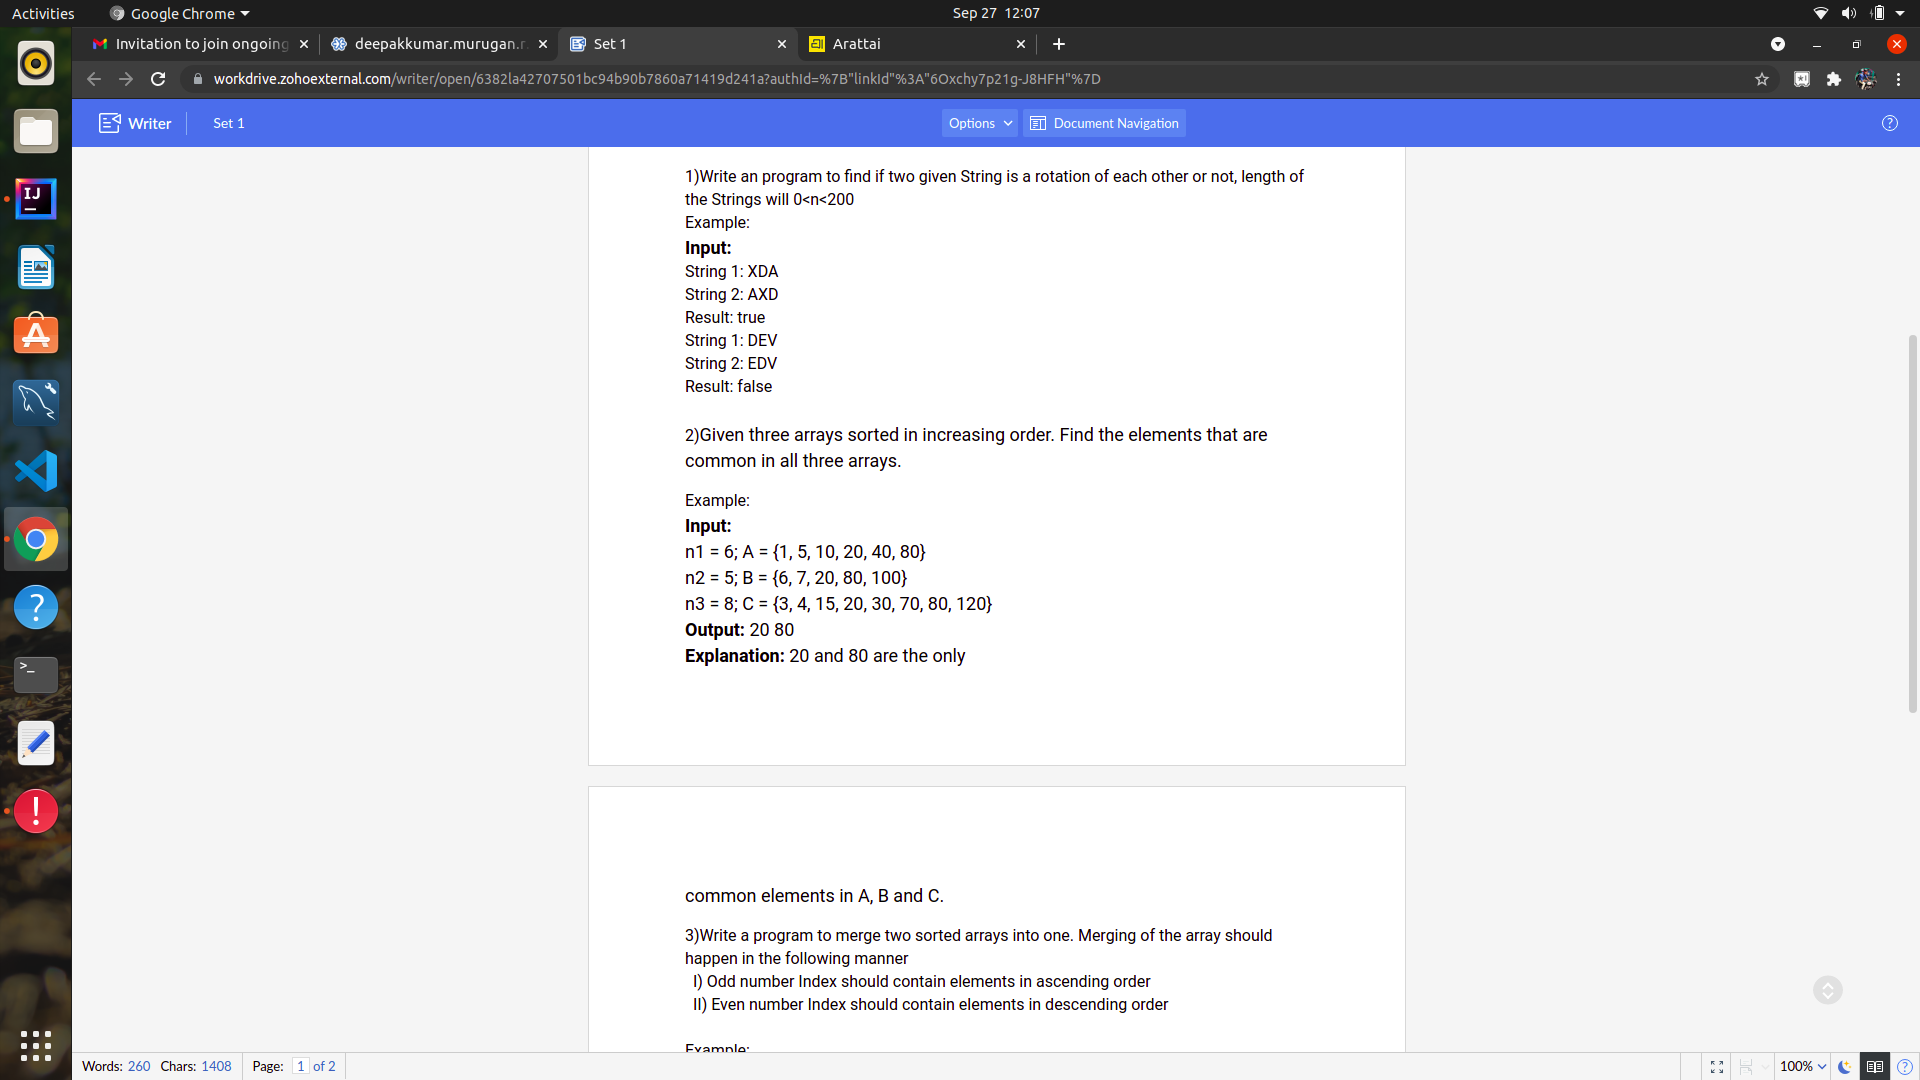 Activities
Google Chrome
Sep 27 12:07
Invitation to join ongoing
deepakkumar.murugan.r
Set 1
Arattai
workdrive.zohoexternal.com/writer/open/6382la42707501bc94b90b7860a71419d241a?authId=%7B"linkId"%3A"6Oxchy7p21g-J8HFH"%7D
Writer
Set 1
Options
Document Navigation
1)Write an program to find if two given String is a rotation of each other or not, length of
the Strings will 0<n<200
Example:
Input:
String 1: XDA
String 2: AXD
Result: true
String 1: DEV
String 2: EDV
Result: false
2)Given three arrays sorted in increasing order. Find the elements that are
common in all three arrays.
Example:
Input:
n1 = 6; A = {1, 5, 10, 20, 40, 80}
n2 = 5; B = {6, 7, 20, 80, 100}
n3 = 8; C = {3, 4, 15, 20, 30, 70, 80, 120}
Output: 20 80
Explanation: 20 and 80 are the only
common elements in A, B and C.
3)Write a program to merge two sorted arrays into one. Merging of the array should
happen in the following manner
I) Odd number Index should contain elements in ascending order
II) Even number Index should contain elements in descending order
Example:
Words: 260 Chars: 1408 Page: 1 of 2
100%